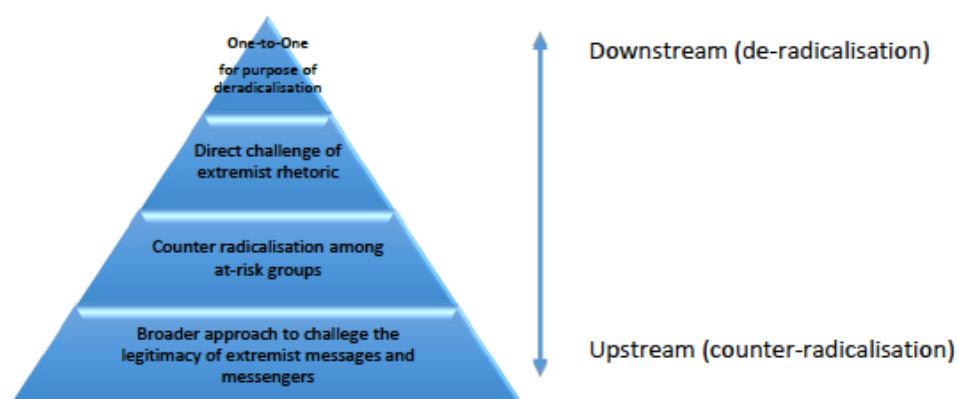 One-to-One
for purpose of
deradicalisation
Direct challenge of
extremist rhetoric
Counter radicalisation among
at-risk groups
Broader approach to challege the
legitimacy of extremist messages and
messengers
Downstream (de-radicalisation)
Upstream (counter-radicalisation)